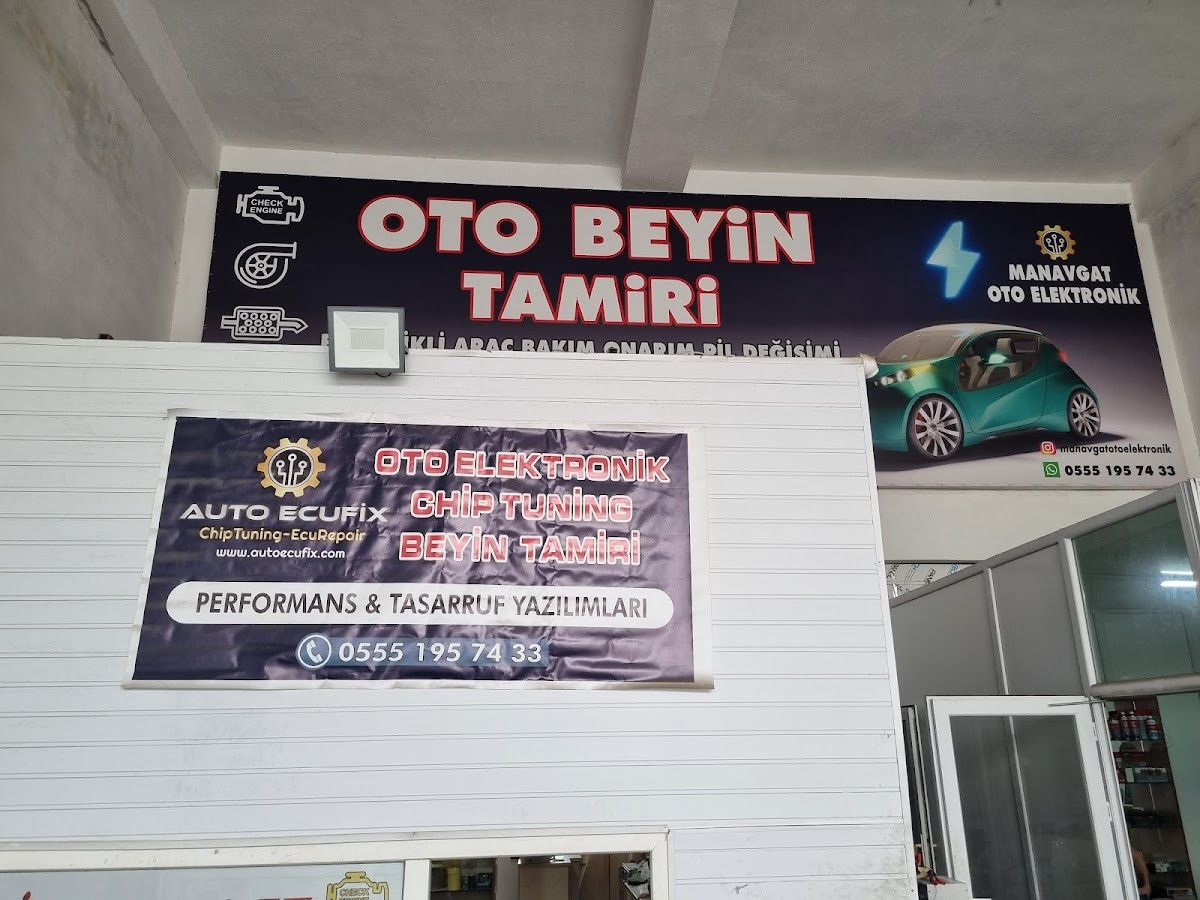 CHECK
ENGINE
OTO BEYİN
TAMİRİ
ARAÇ BAKIM ONARIM PİL DEĞİŞİMİ
MANAVGAT
OTO ELEKTRONİK
manavgatotoelektronik
0555 195 74 33
AUTO ECUFİX
ChipTuning-EcuRepair
www.autoecufix.com
OTO ELEKTRONİK
CHİP TUNİNG
BEYİN TAMİRİ
PERFORMANS & TASARRUF YAZILIMLARI
0555 195 74 33
CHECK